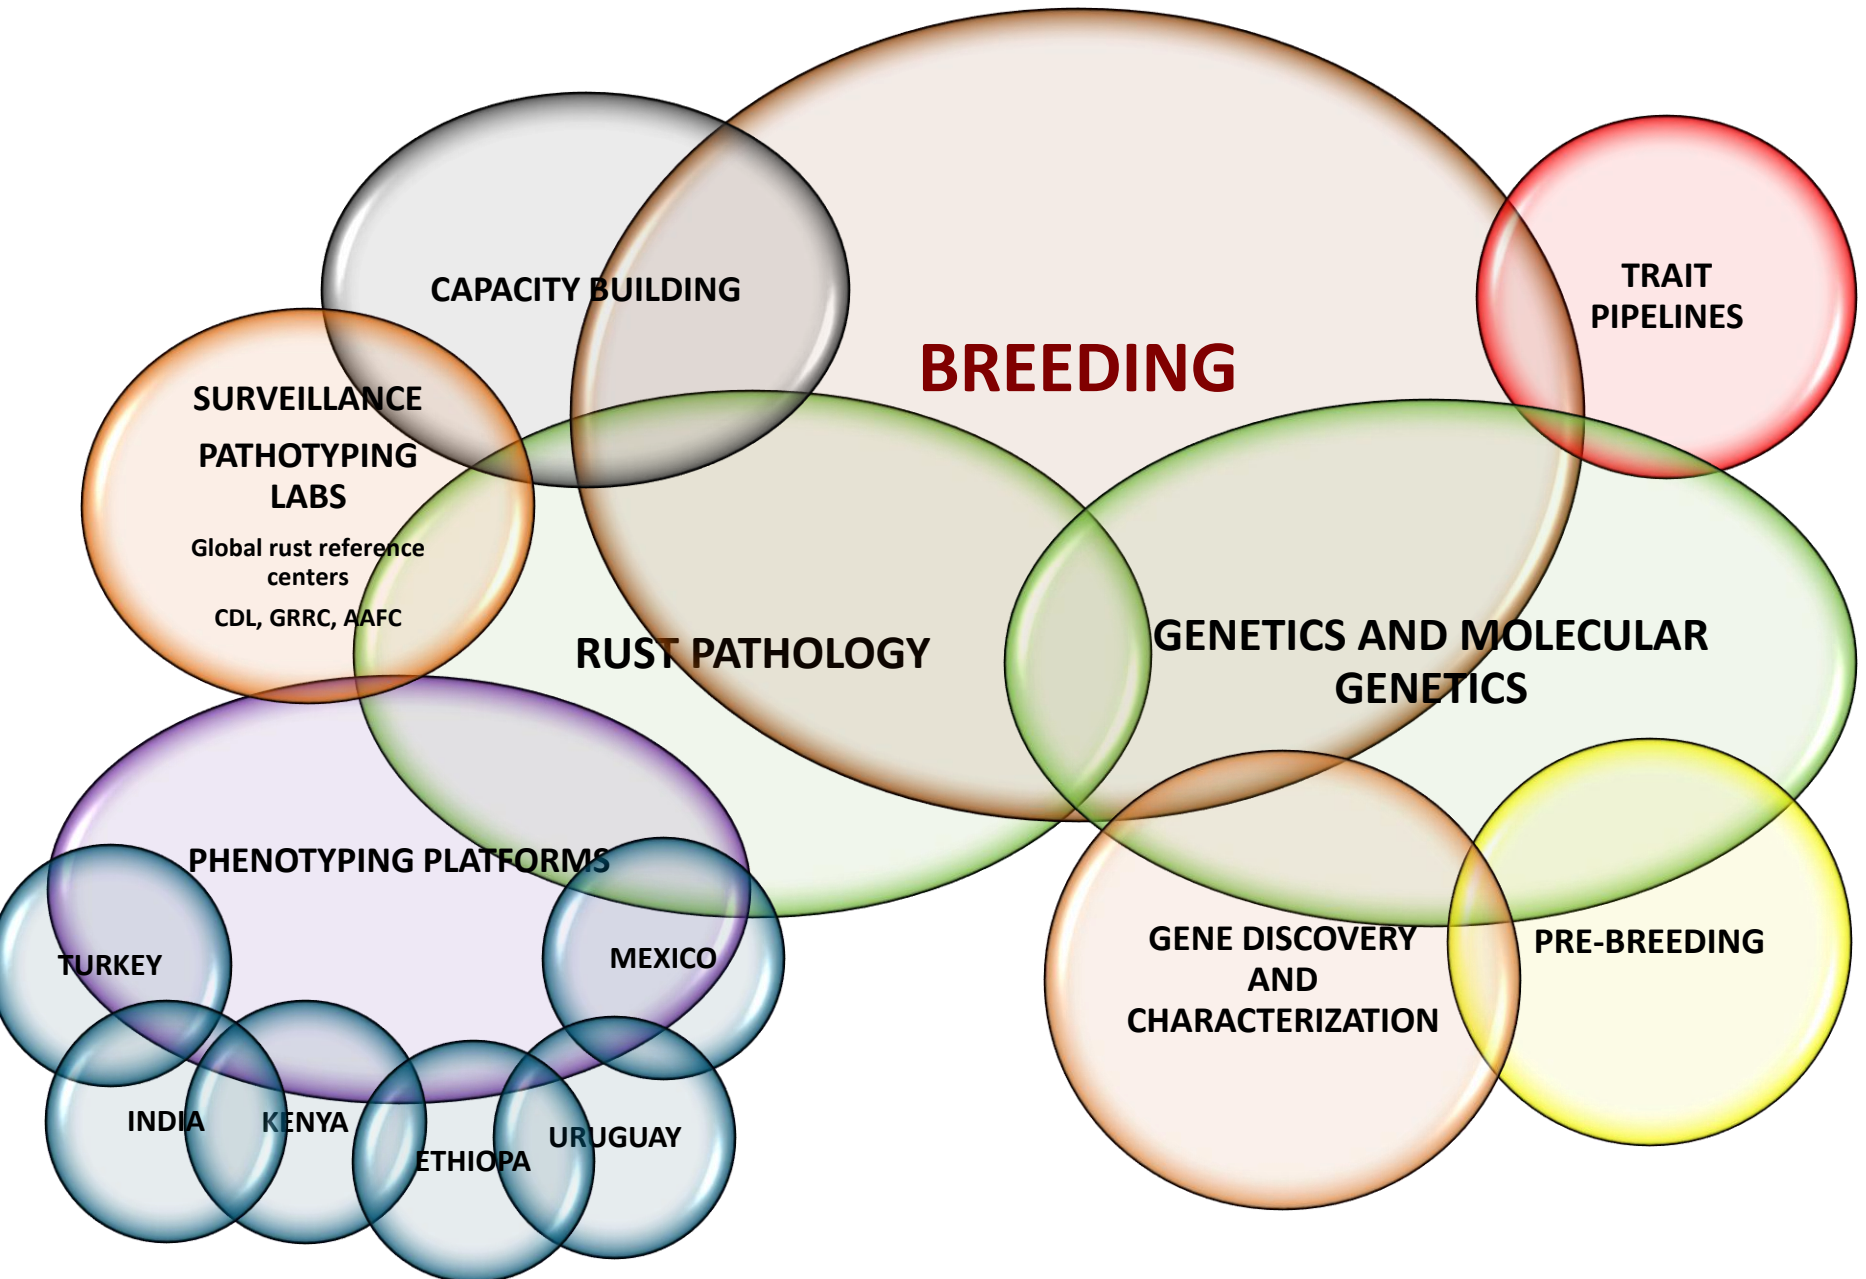 CAPACITY BUILDING
BREEDING
TRAIT
PIPELINES
SURVEILLANCE
PATHOTYPING
LABS
Global rust reference
centers
CDL, GRRC, AAFC
RUST PATHOLOGY
GENETICS AND MOLECULAR
GENETICS
PHENOTYPING PLATFORMS
TURKEY
MEXICO
INDIA
KENYA
ETHIOPA
URUGUAY
GENE DISCOVERY
AND
CHARACTERIZATION
PRE-BREEDING